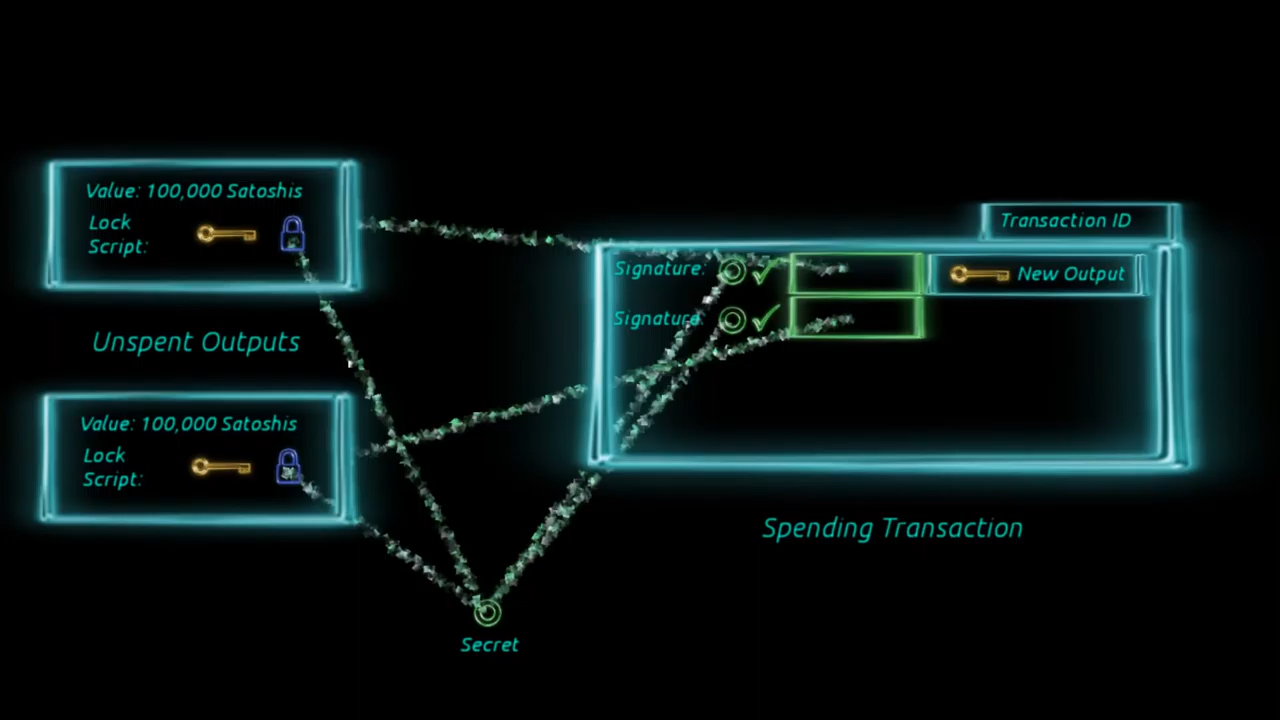 Value: 100,000 Satoshis
Lock
Script:
Unspent Outputs
Value: 100,000 Satoshis
Lock
Script:
Secret
Transaction ID
Signature:
New Output
Signature
Spending Transaction